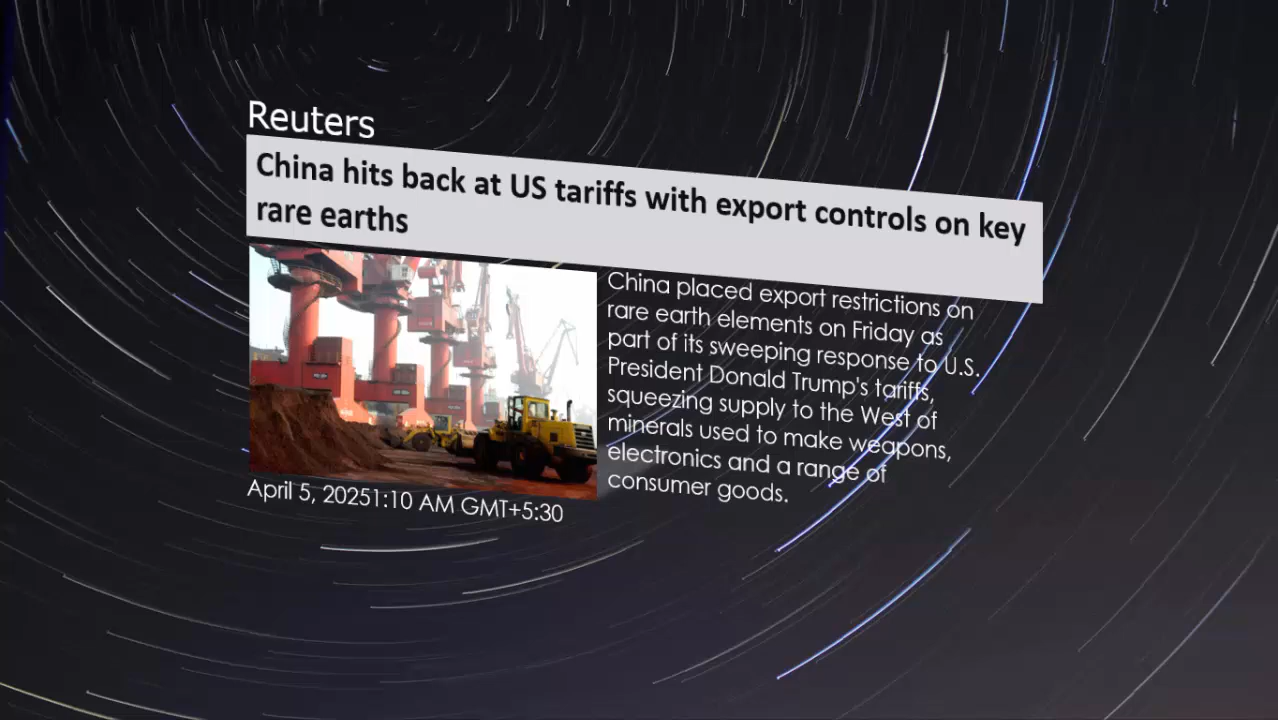 Reuters
China hits back at US tariffs with export controls on key
rare earths
China placed export restrictions on
rare earth elements on Friday as
part of its sweeping response to U.S.
President Donald Trump's tariffs,
squeezing supply to the West of
minerals used to make weapons,
electronics and a range of
consumer goods.
April 5, 20251:10 AM GMT+5:30